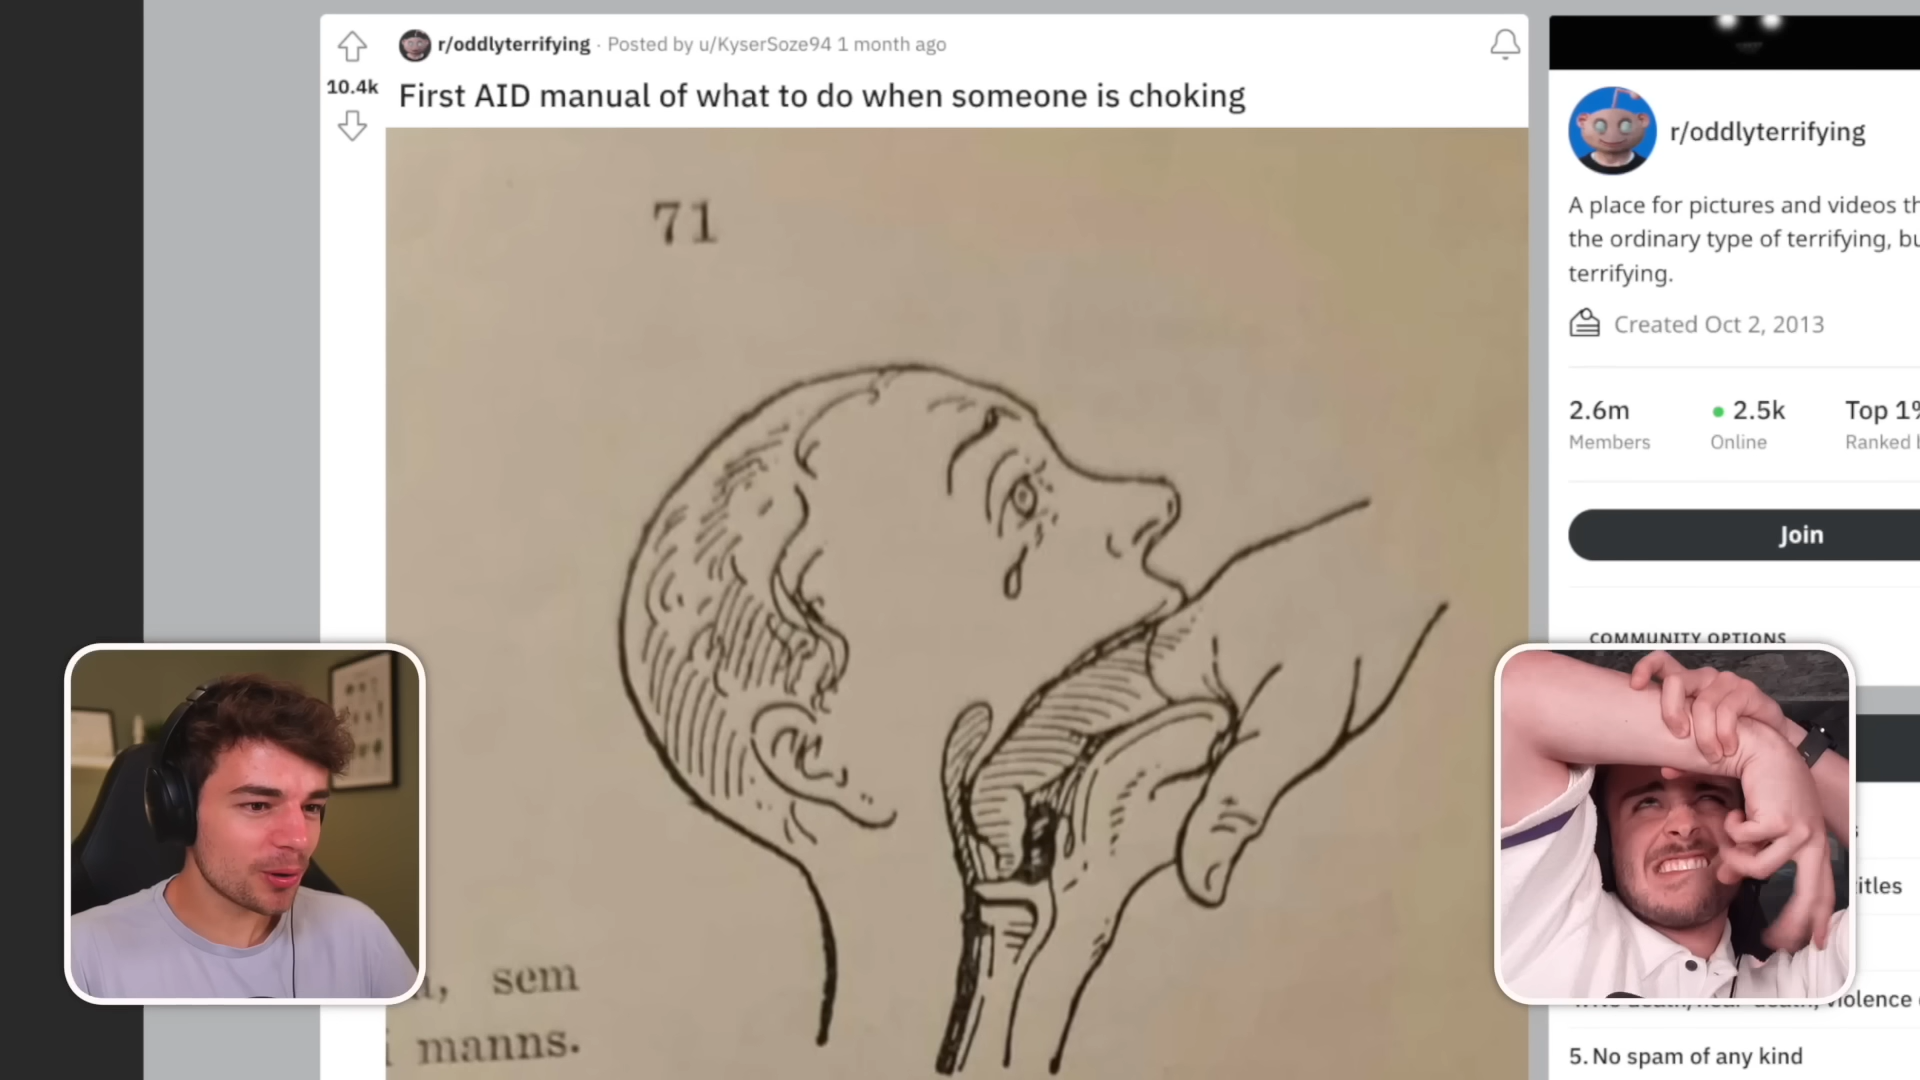 r/oddlyterrifying · Posted by u/KyserSoze94 1 month ago
10.4k
First AID manual of what to do when someone is choking
71
sem
manns.
r/oddlyterrifying
A place for pictures and videos th
the ordinary type of terrifying, bu
terrifying.
Created Oct 2, 2013
2.6m 2.5k Top 1%
Members Online Ranked b
Join
COMMUNITY OPTIONS
itles
violence
5. No spam of any kind